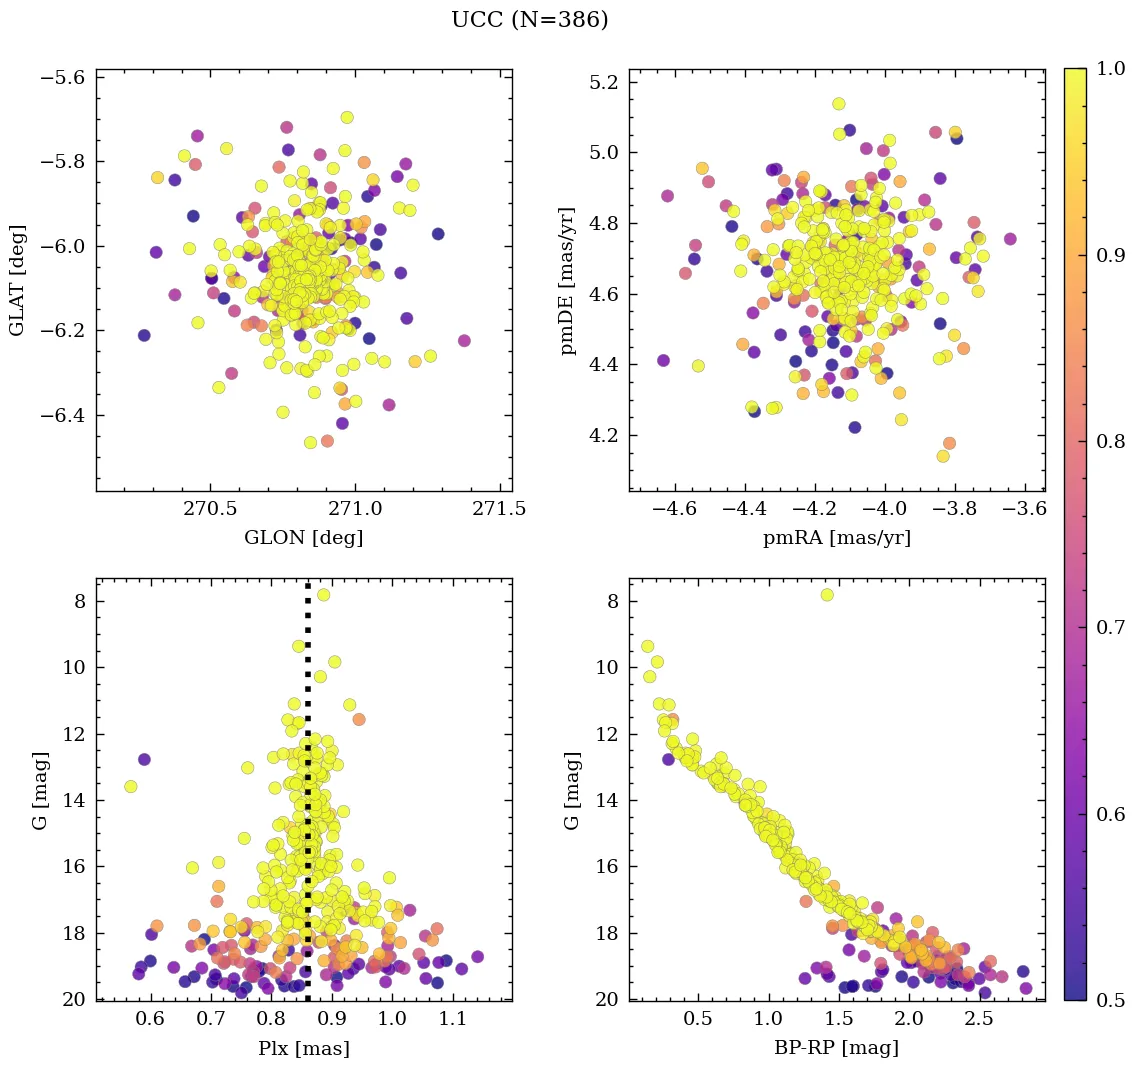 UCC (N=386)
−5.6
−5.8
−6.0
−6.2
−6.4
GLAT [deg]
270.5 271.0 271.5
GLON [deg]
5.2
5.0
4.8
4.6
4.4
4.2
pmDE [mas/yr]
−4.6 −4.4 −4.2 −4.0 −3.8 −3.6
pmRA [mas/yr]
8
10
12
14
16
18
20
G [mag]
0.6 0.7 0.8 0.9 1.0 1.1
Plx [mas]
8
10
12
14
16
18
20
G [mag]
0.5 1.0 1.5 2.0 2.5
BP-RP [mag]
1.0
0.9
0.8
0.7
0.6
0.5